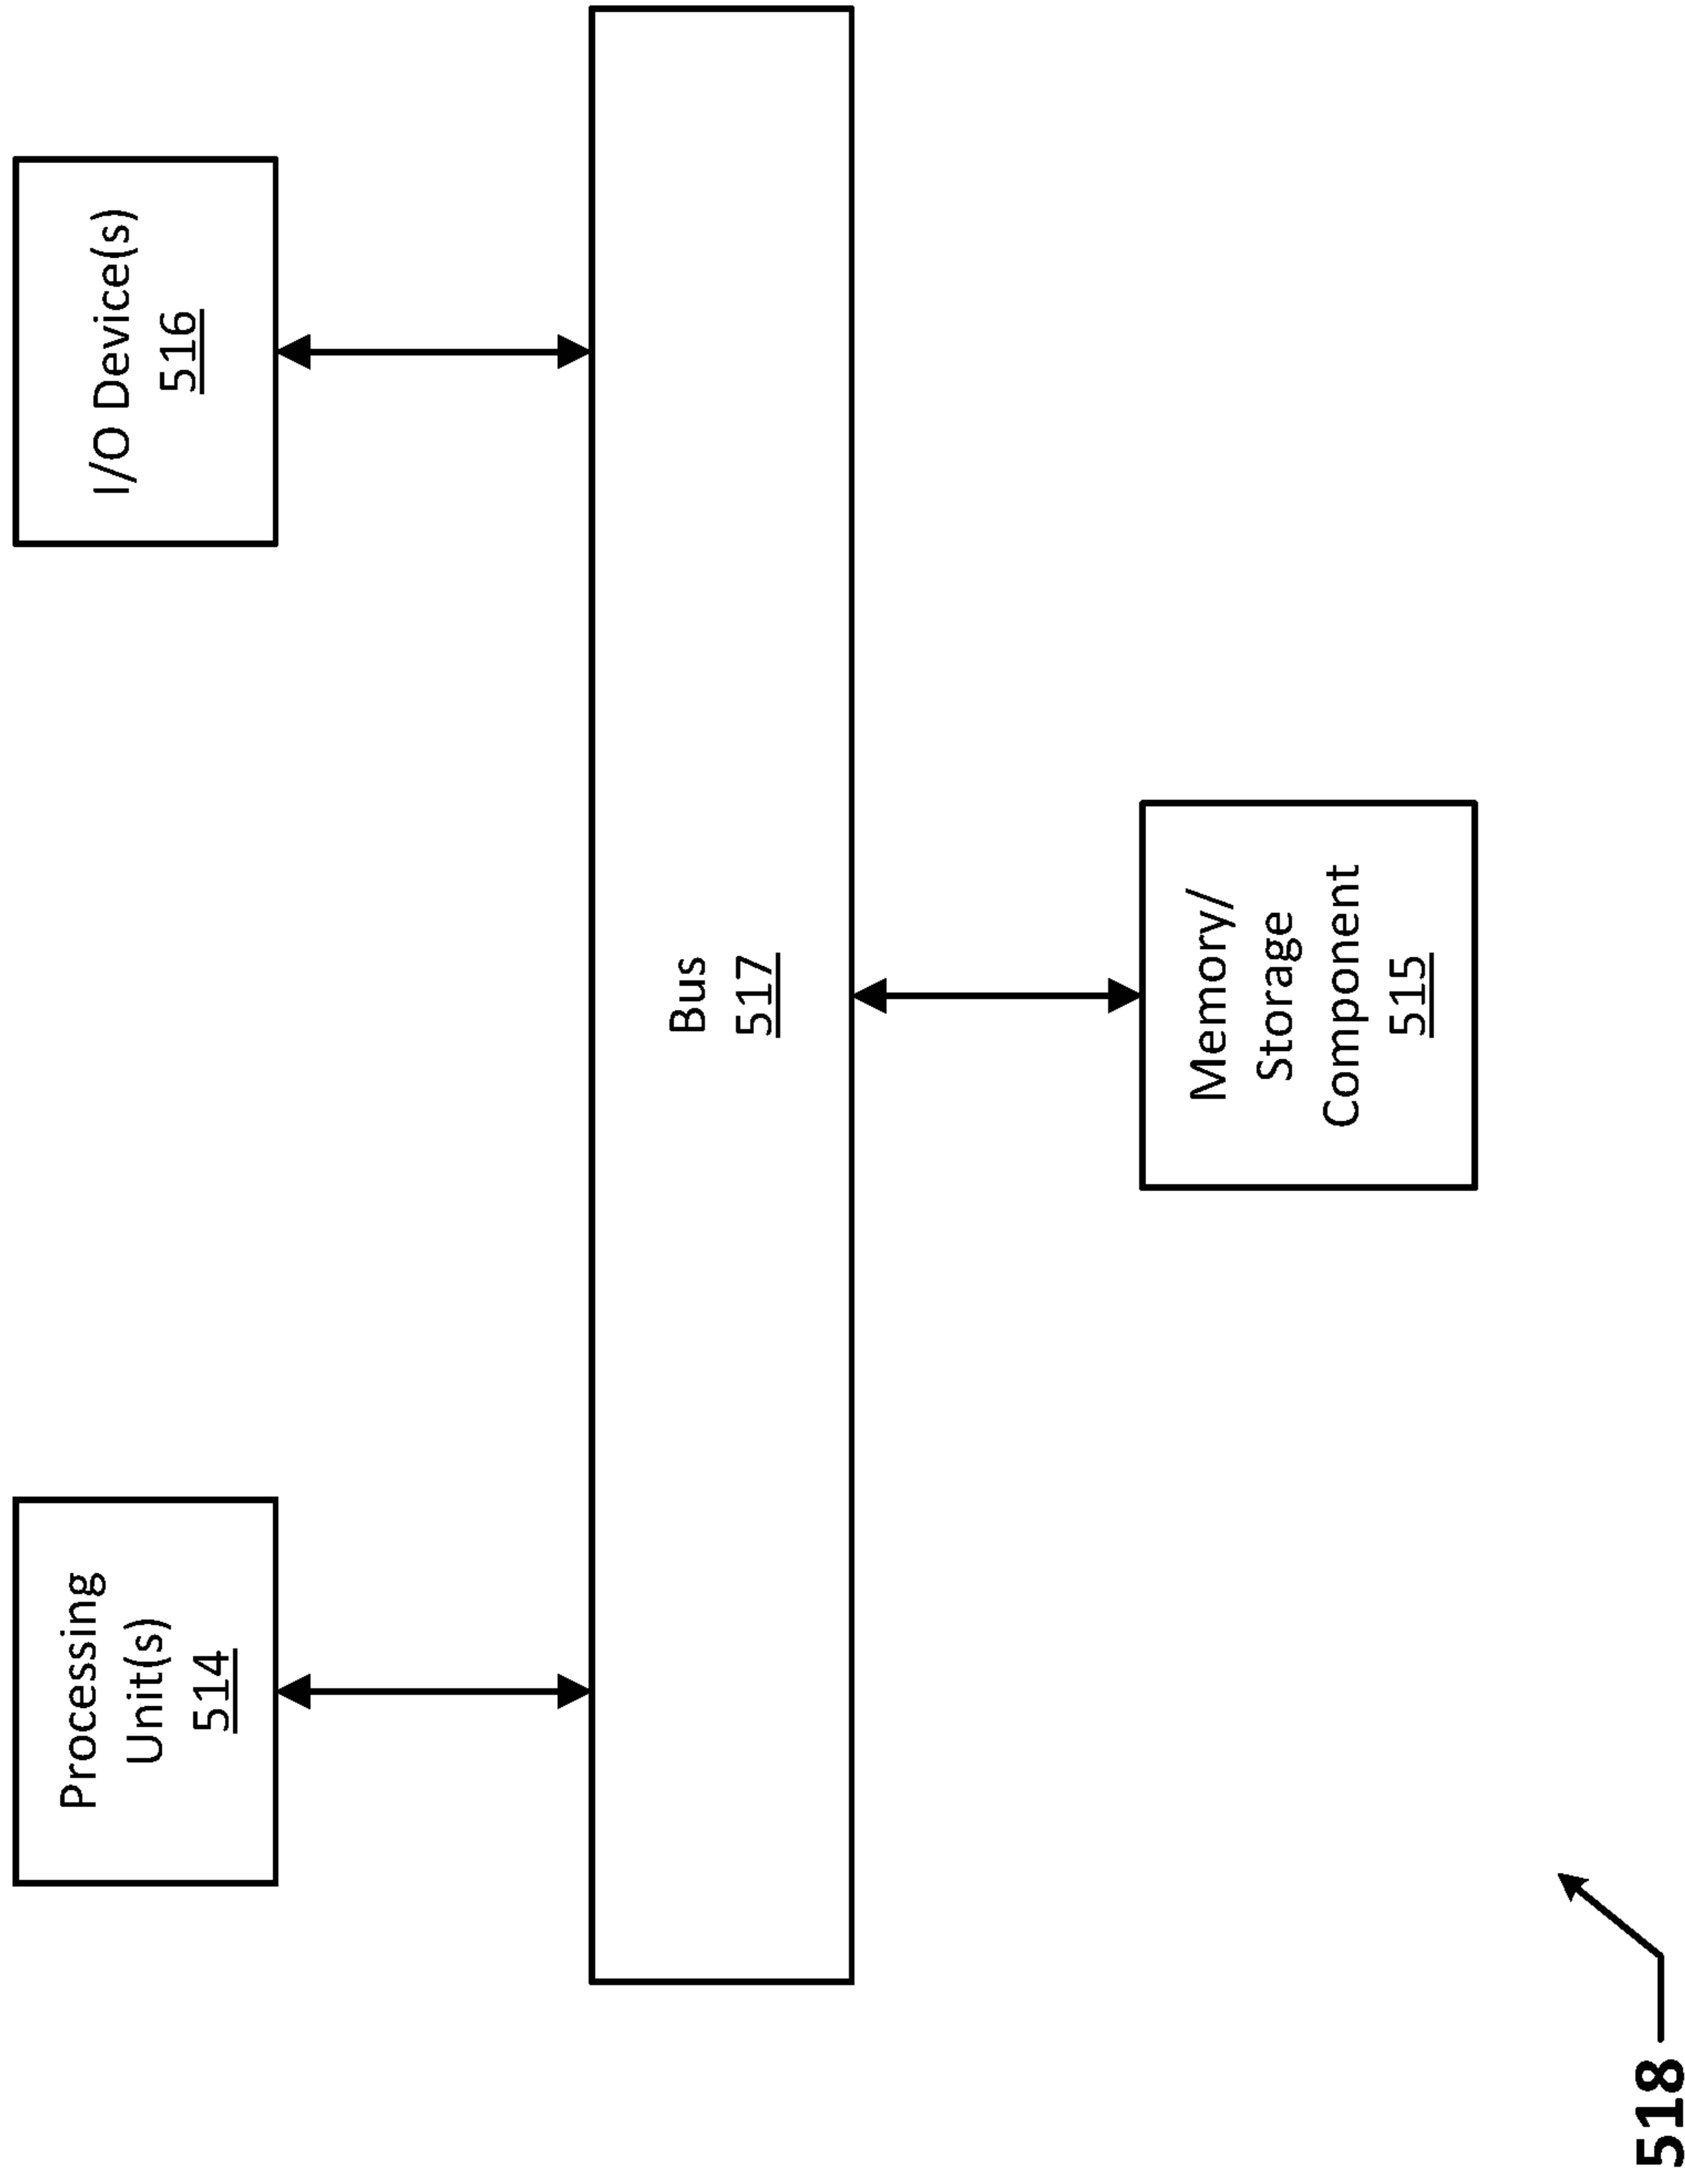 Processing
Unit(s)
514
I/O Device(s)
516
Bus
517
Memory/
Storage
Component
515
518